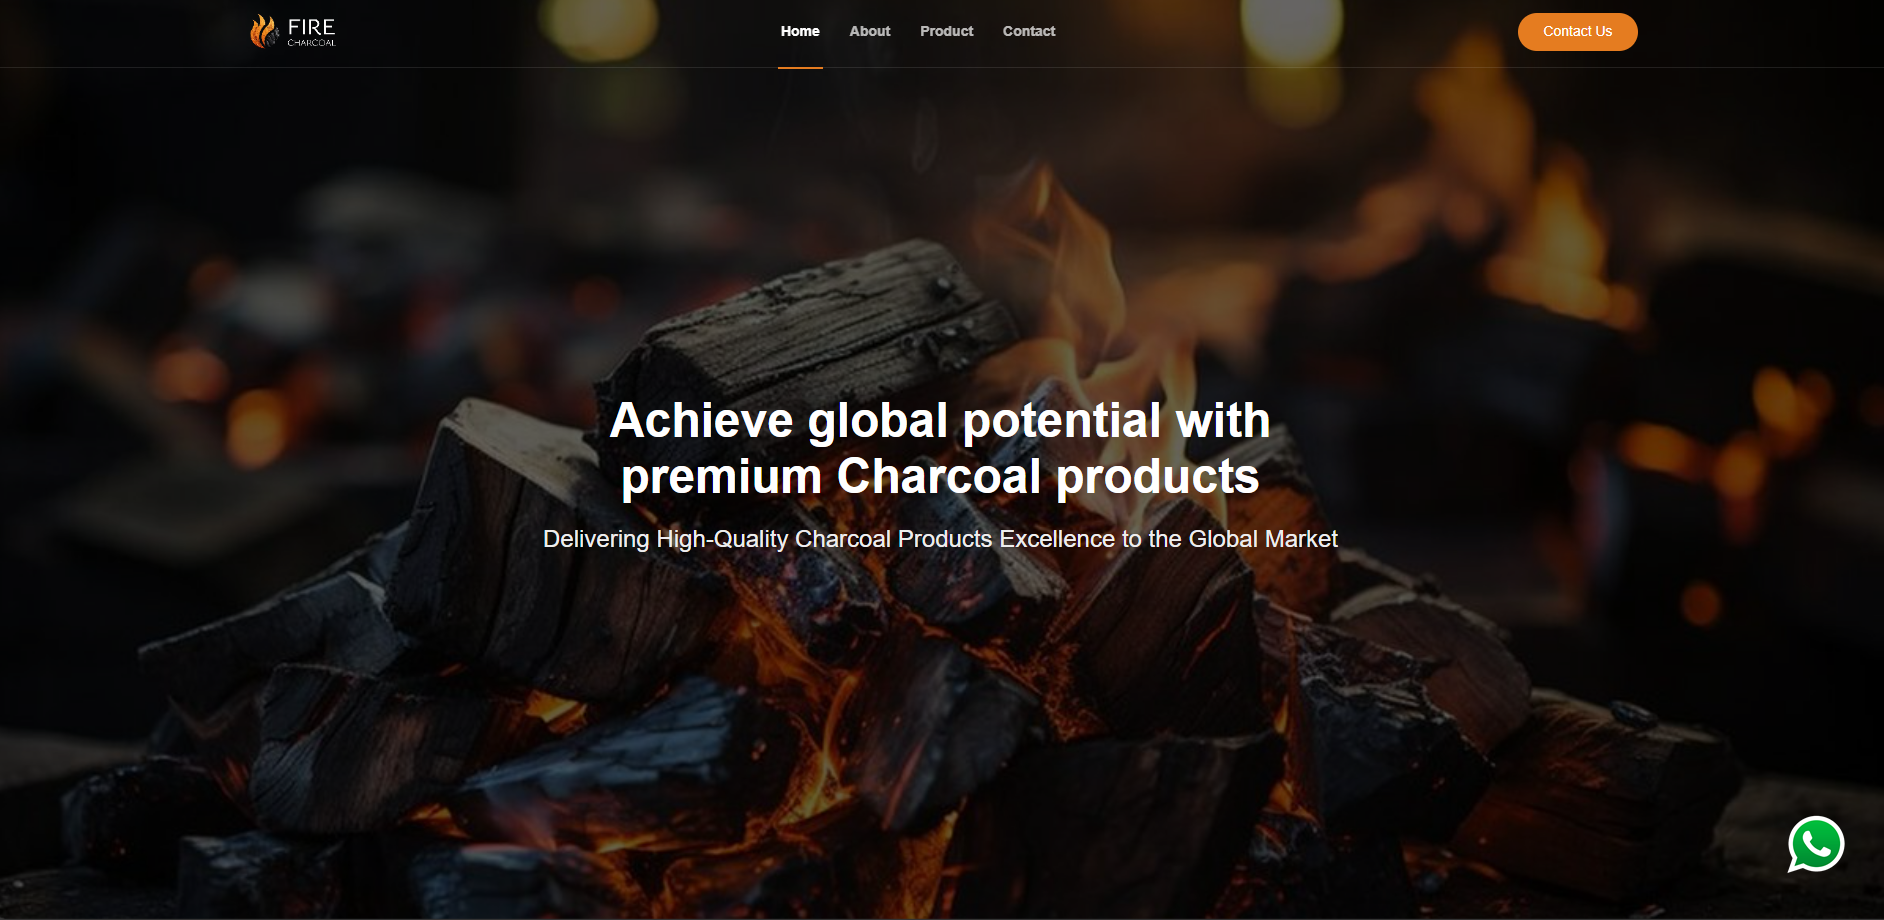 FIRE
CHARCOAL
Home
About
Product
Contact
Contact Us
Achieve global potential with
premium Charcoal products
Delivering High-Quality Charcoal Products Excellence to the Global Market